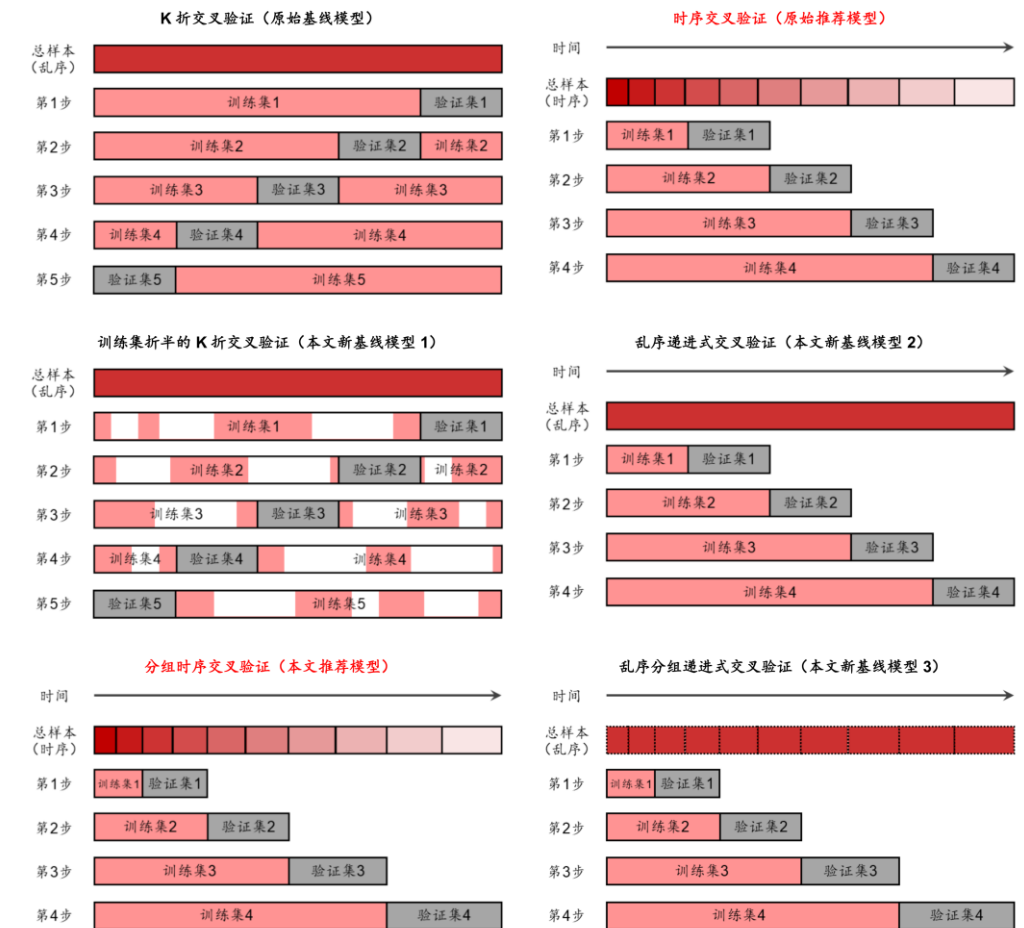 K 折交叉验证（原始基线模型）
总样本
（乱序）
第1步
训练集1
验证集1
第2步
训练集2
验证集2
训练集2
第3步
训练集3
验证集3
训练集3
第4步
训练集4
验证集4
训练集4
第5步
验证集5
训练集5
时序交叉验证（原始推荐模型）
时间
总样本
（时序）
第1步
训练集1
验证集1
第2步
训练集2
验证集2
第3步
训练集3
验证集3
第4步
训练集4
验证集4
训练集折半的 K 折交叉验证（本文新基线模型 1）
总样本
（乱序）
第1步
训练集1
验证集1
第2步
训练集2
验证集2
训练集2
第3步
训练集3
验证集3
训练集3
第4步
训练集4
验证集4
训练集4
第5步
验证集5
训练集5
乱序递进式交叉验证（本文新基线模型 2）
时间
总样本
（乱序）
第1步
训练集1
验证集1
第2步
训练集2
验证集2
第3步
训练集3
验证集3
第4步
训练集4
验证集4
分组时序交叉验证（本文推荐模型）
时间
总样本
（时序）
第1步
训练集1
验证集1
第2步
训练集2
验证集2
第3步
训练集3
验证集3
第4步
训练集4
验证集4
乱序分组递进式交叉验证（本文新基线模型 3）
时间
总样本
（乱序）
第1步
训练集1
验证集1
第2步
训练集2
验证集2
第3步
训练集3
验证集3
第4步
训练集4
验证集4